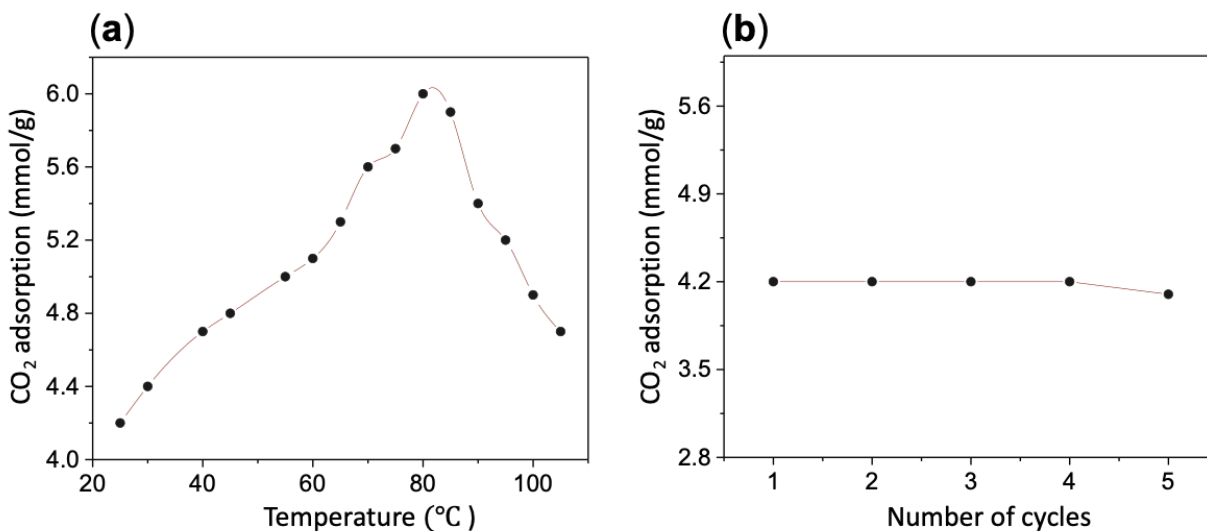 (a)
CO₂ adsorption (mmol/g)
6.0
5.6
5.2
4.8
4.4
4.0
20 40 60 80 100
Temperature (℃)
(b)
CO₂ adsorption (mmol/g)
5.6
4.9
4.2
3.5
2.8
1 2 3 4 5
Number of cycles